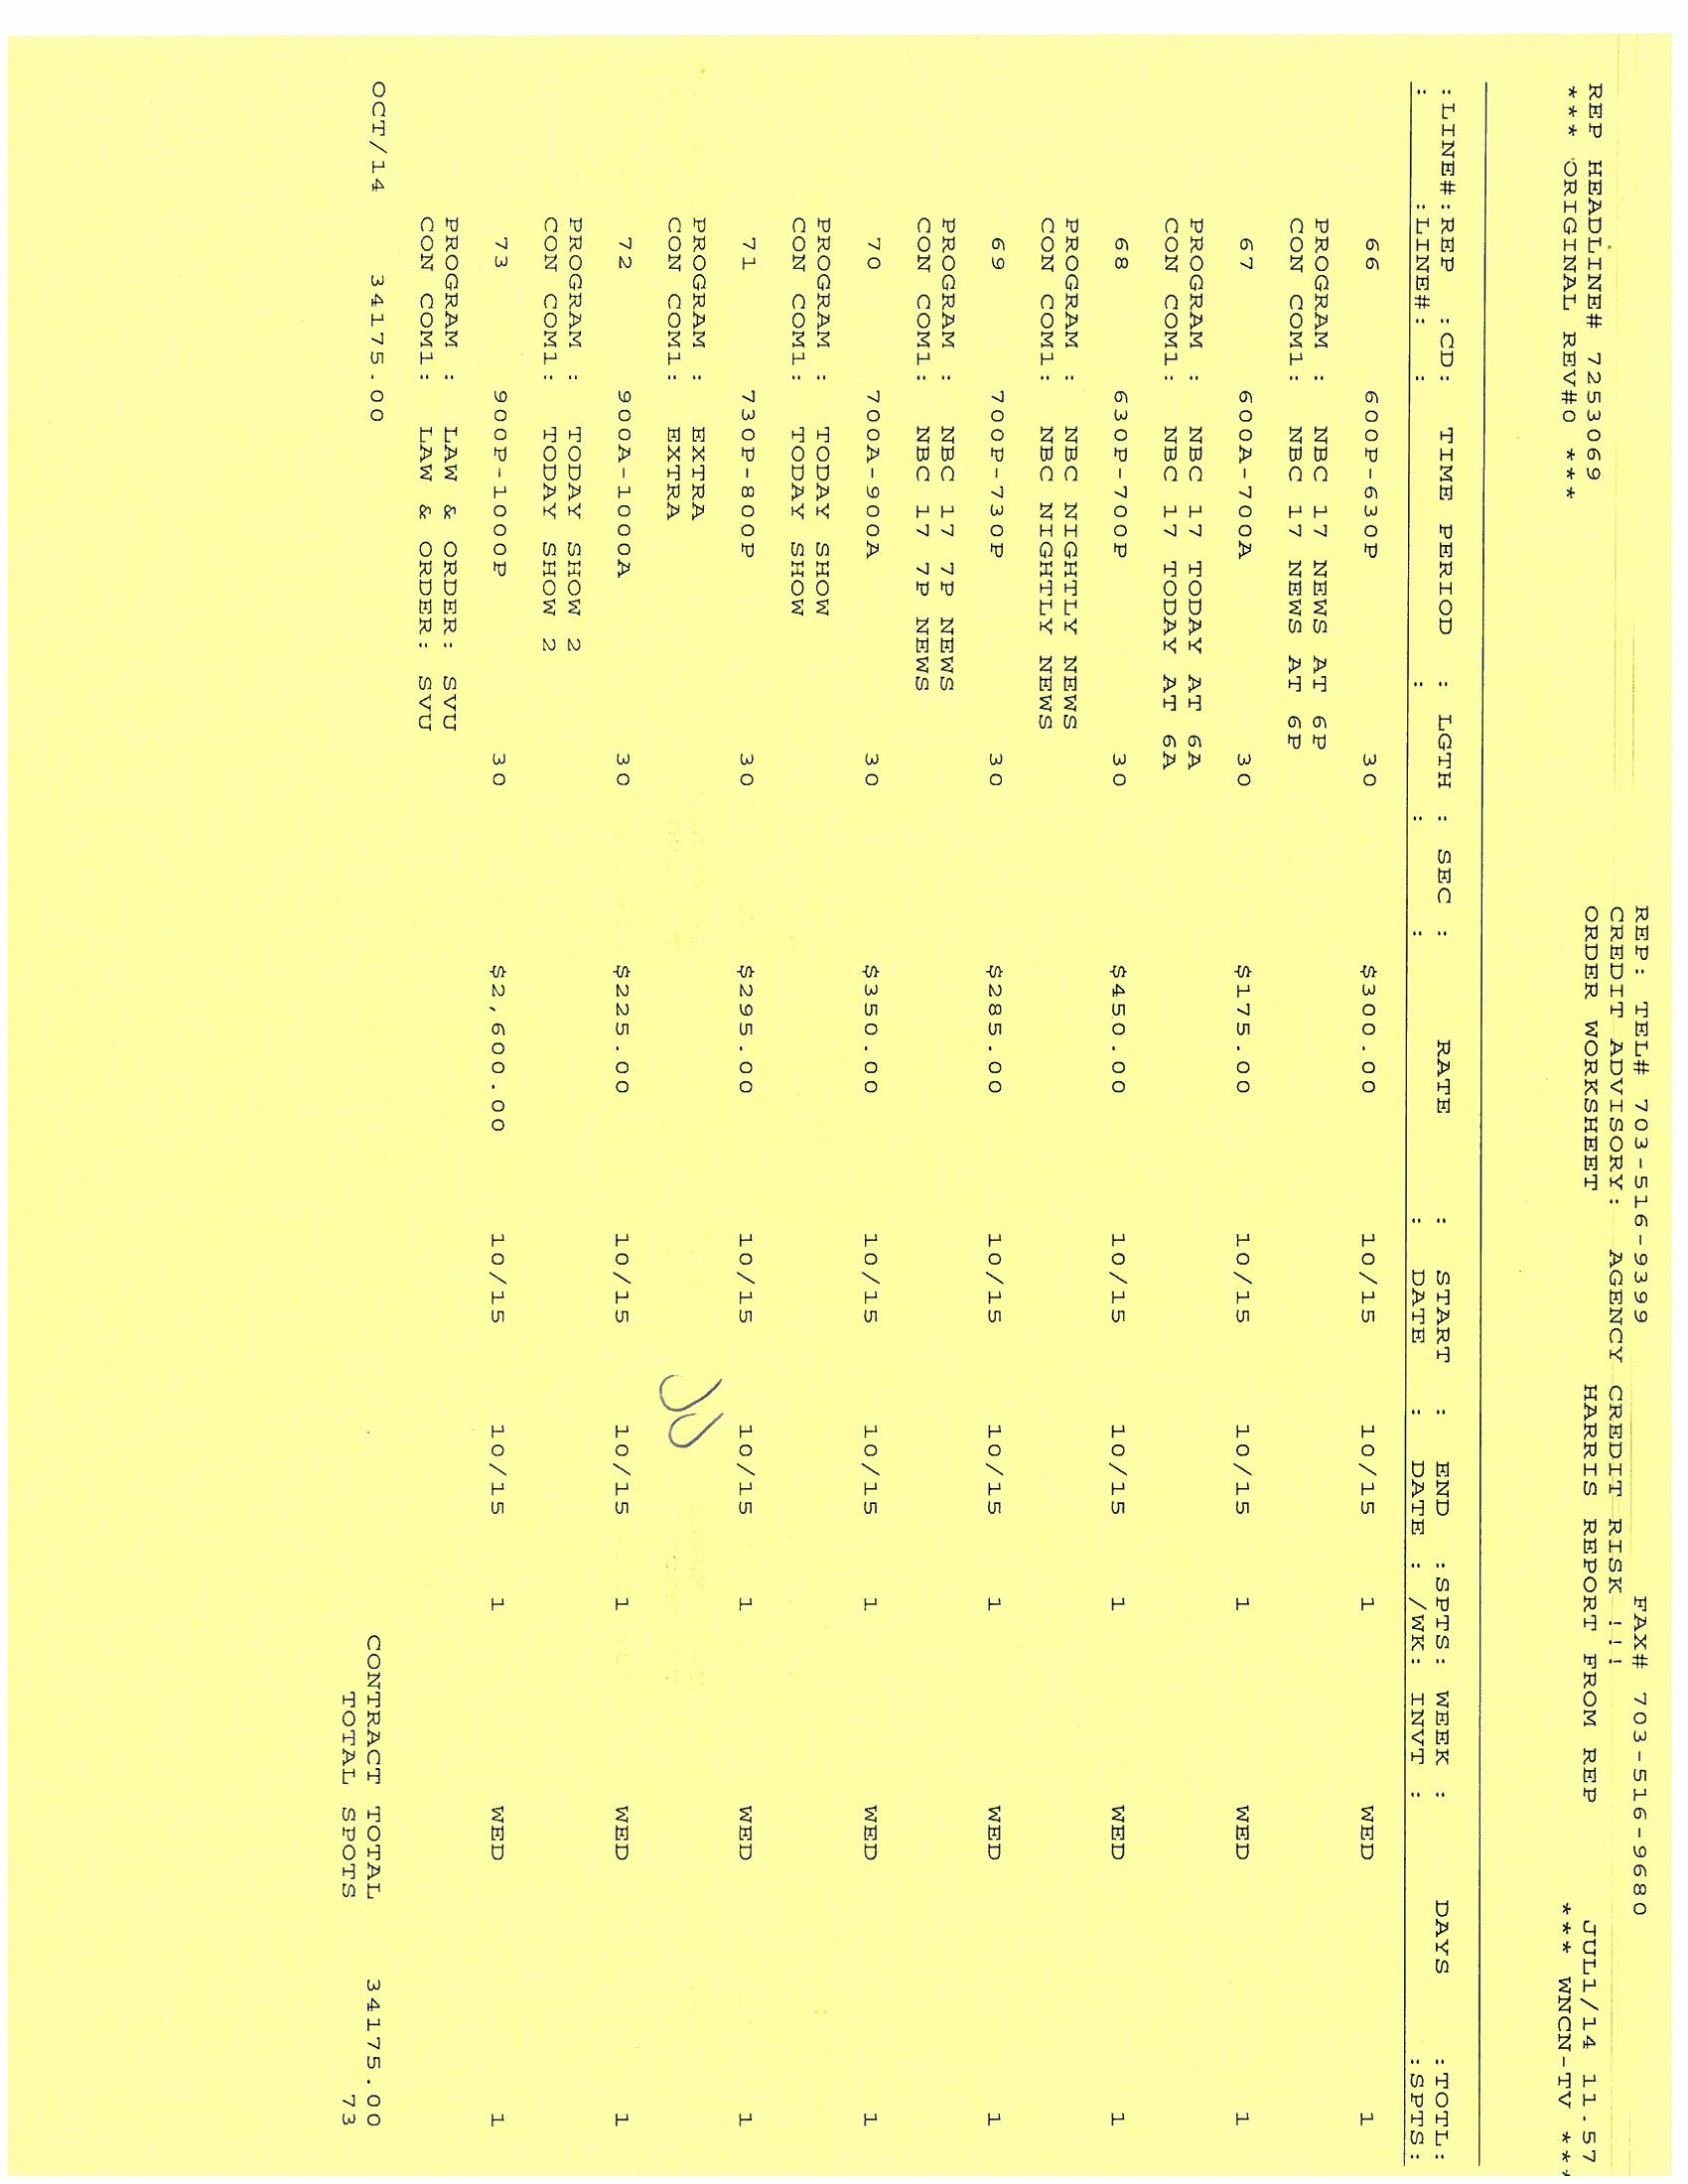 REP: TEL# 703-516-9399 FAX# 703-516-9680
CREDIT ADVISORY: AGENCY CREDIT RISK !!!
REP HEADLINE# 7253069 ORDER WORKSHEET HARRIS REPORT FROM REP JUL1/14 11.57
*** ORIGINAL REV#0 *** *** WNCN-TV ***
:LINE#:REP :CD: TIME PERIOD : LGTH : SEC : RATE : START : END :SPTS: WEEK : DAYS :TOTL:
: :LINE#: : : : : DATE : DATE : /WK: INVT : :SPTS:
66 600P-630P 30 $300.00 10/15 10/15 1 WED 1
PROGRAM : NBC 17 NEWS AT 6P
CON COM1: NBC 17 NEWS AT 6P
67 600A-700A 30 $175.00 10/15 10/15 1 WED 1
PROGRAM : NBC 17 TODAY AT 6A
CON COM1: NBC 17 TODAY AT 6A
68 630P-700P 30 $450.00 10/15 10/15 1 WED 1
PROGRAM : NBC NIGHTLY NEWS
CON COM1: NBC NIGHTLY NEWS
69 700P-730P 30 $285.00 10/15 10/15 1 WED 1
PROGRAM : NBC 17 7P NEWS
CON COM1: NBC 17 7P NEWS
70 700A-900A 30 $350.00 10/15 10/15 1 WED 1
PROGRAM : TODAY SHOW
CON COM1: TODAY SHOW
71 730P-800P 30 $295.00 10/15 10/15 1 WED 1
PROGRAM : EXTRA
CON COM1: EXTRA
72 900A-1000A 30 $225.00 10/15 10/15 1 WED 1
PROGRAM : TODAY SHOW 2
CON COM1: TODAY SHOW 2
73 900P-1000P 30 $2,600.00 10/15 10/15 1 WED 1
PROGRAM : LAW & ORDER: SVU
CON COM1: LAW & ORDER: SVU
OCT/14 34175.00 CONTRACT TOTAL 34175.00
TOTAL SPOTS 73